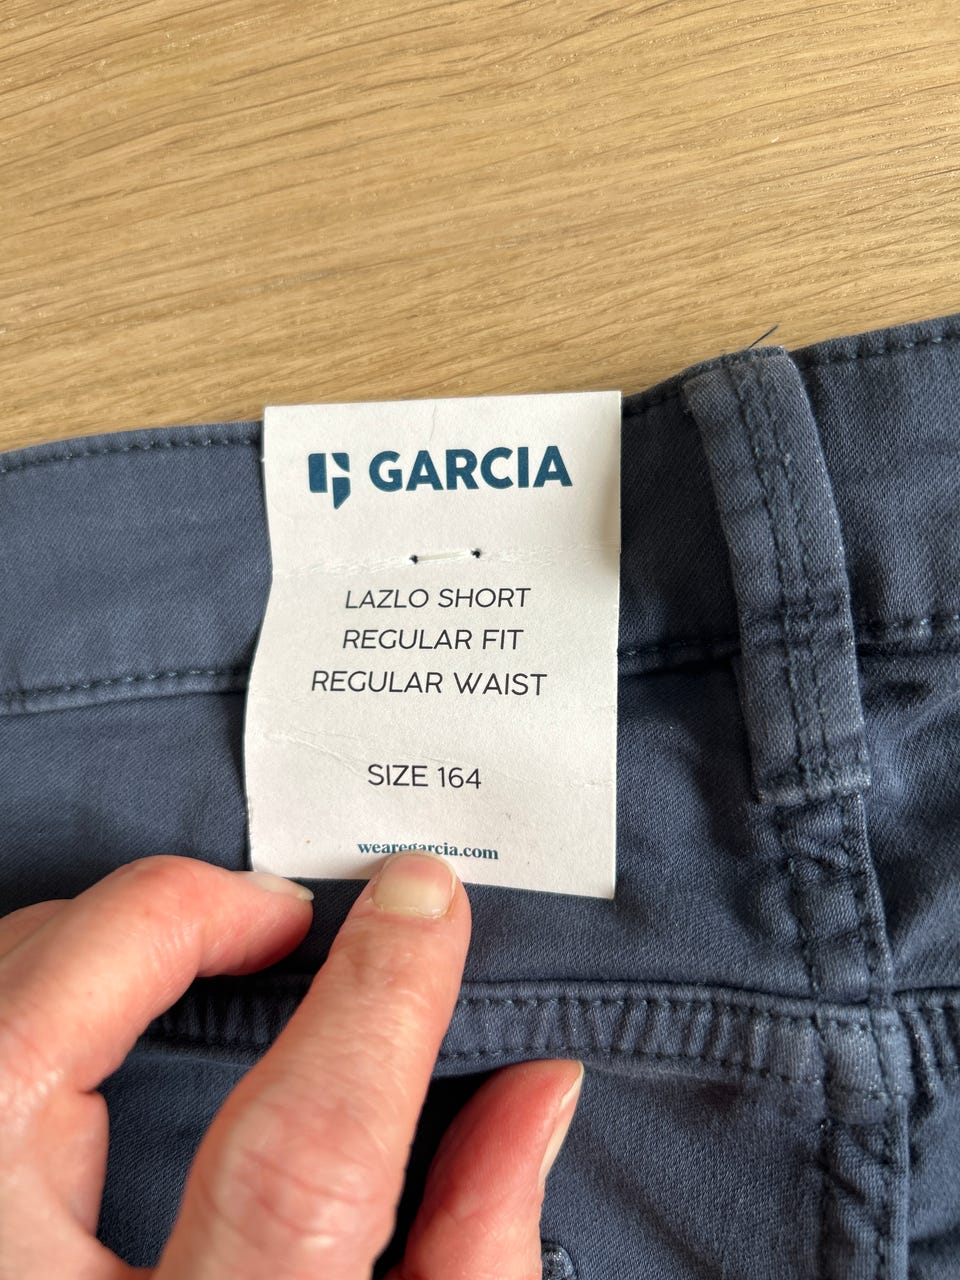 GARCIA
LAZLO SHORT
REGULAR FIT
REGULAR WAIST
SIZE 164
wearegarcia.com